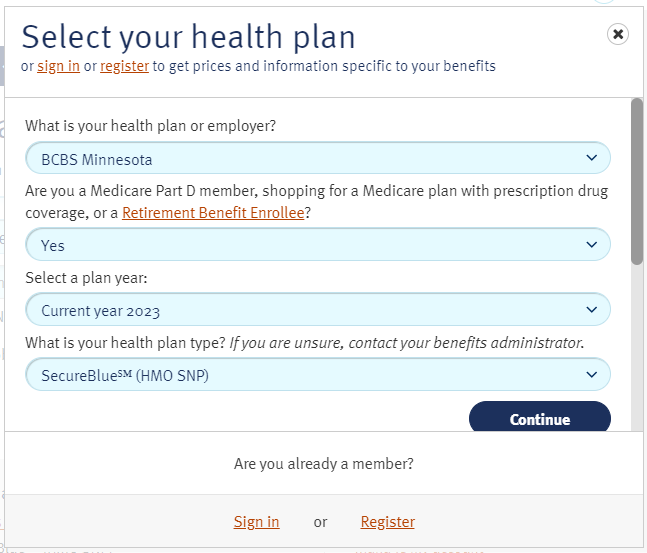 Select your health plan
or sign in or register to get prices and information specific to your benefits
What is your health plan or employer?
BCBS Minnesota
Are you a Medicare Part D member, shopping for a Medicare plan with prescription drug
coverage, or a Retirement Benefit Enrollee?
Yes
Select a plan year:
Current year 2023
What is your health plan type? If you are unsure, contact your benefits administrator.
SecureBlue℠ (HMO SNP)
Continue
Are you already a member?
Sign in or Register